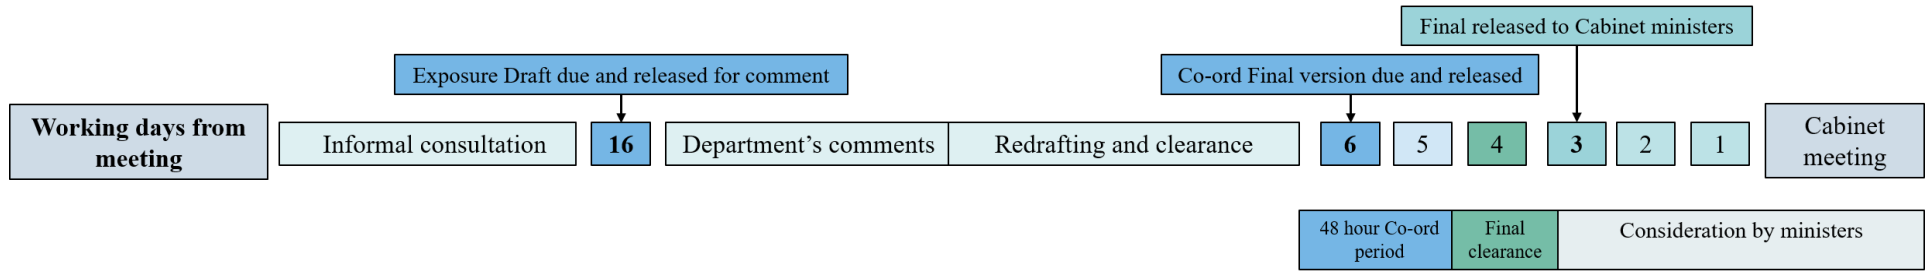 Final released to Cabinet ministers
Exposure Draft due and released for comment
Co-ord Final version due and released
Working days from
meeting
Informal consultation
16
Department’s comments
Redrafting and clearance
6
5
4
3
2
1
Cabinet
meeting
48 hour Co-ord
period
Final
clearance
Consideration by ministers